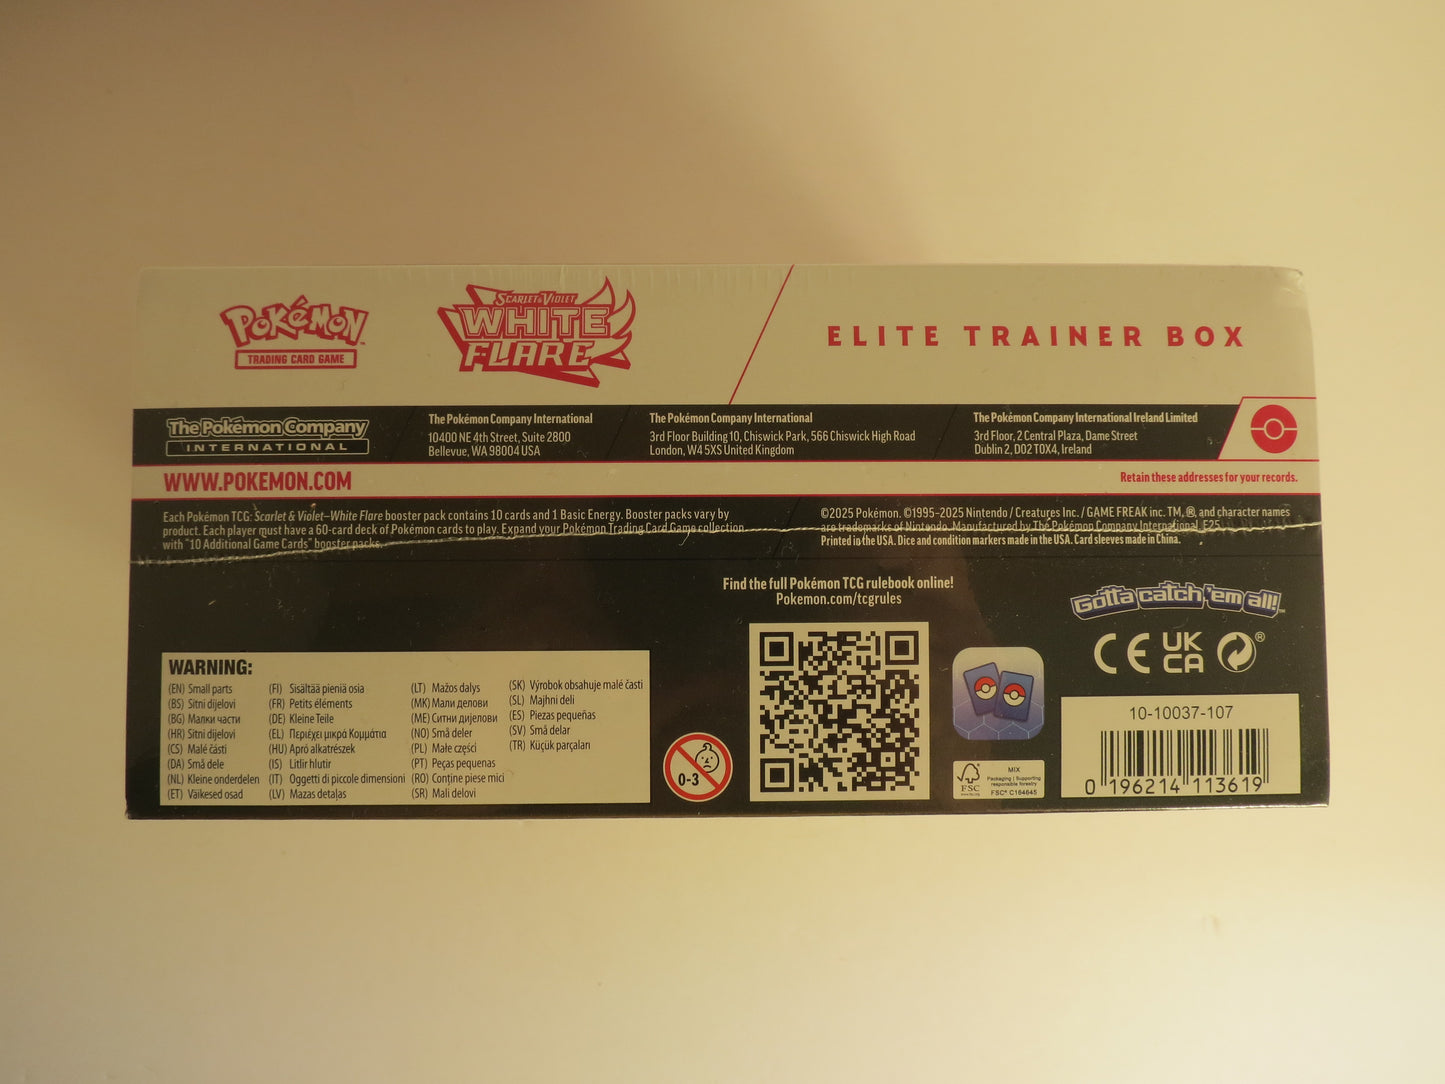 POKéMON
TRADING CARD GAME
SCARLET & VIOLET
WHITE
FLARE
ELITE TRAINER BOX
The Pokémon Company
INTERNATIONAL
The Pokémon Company International
10400 NE 4th Street, Suite 2800
Bellevue, WA 98004 USA
The Pokémon Company International
3rd Floor Building 10, Chiswick Park, 566 Chiswick High Road
London, W4 5XS United Kingdom
The Pokémon Company International Ireland Limited
3rd Floor, 2 Central Plaza, Dame Street
Dublin 2, D02 T0X4, Ireland
WWW.POKEMON.COM
Retain these addresses for your records.
Each Pokémon TCG: Scarlet & Violet–White Flare booster pack contains 10 cards and 1 Basic Energy. Booster packs vary by
product. Each player must have a 60-card deck of Pokémon cards to play. Expand your Pokémon Trading Card Game collection
with "10 Additional Game Cards" booster packs.
©2025 Pokémon. ©1995–2025 Nintendo / Creatures Inc. / GAME FREAK inc. TM, ®, and character names
are trademarks of Nintendo. Manufactured by The Pokémon Company International. F25
Printed in the USA. Dice and condition markers made in the USA. Card sleeves made in China.
Find the full Pokémon TCG rulebook online!
Pokemon.com/tcgrules
Gotta catch 'em all!™
CE UK CA ®
WARNING:
(EN) Small parts
(BS) Sitni dijelovi
(BG) Малки части
(HR) Sitni dijelovi
(CS) Malé části
(DA) Små dele
(NL) Kleine onderdelen
(ET) Väikesed osad
(FI) Sisältää pieniä osia
(FR) Petits éléments
(DE) Kleine Teile
(EL) Περιέχει μικρά Κομμάτια
(HU) Apró alkatrészek
(IS) Litlir hlutir
(IT) Oggetti di piccole dimensioni
(LV) Mazas detaļas
(LT) Mažos dalys
(MK) Мали делови
(ME) Ситни дијелови
(NO) Små deler
(PL) Małe części
(PT) Peças pequenas
(RO) Conține piese mici
(SR) Mali delovi
(SK) Výrobok obsahuje malé časti
(SL) Majhni deli
(ES) Piezas pequeñas
(SV) Små delar
(TR) Küçük parçaları
0-3
FSC
www.fsc.org
MIX
Packaging | Supporting
responsible forestry
FSC® C164645
10-10037-107
0 196214 113619